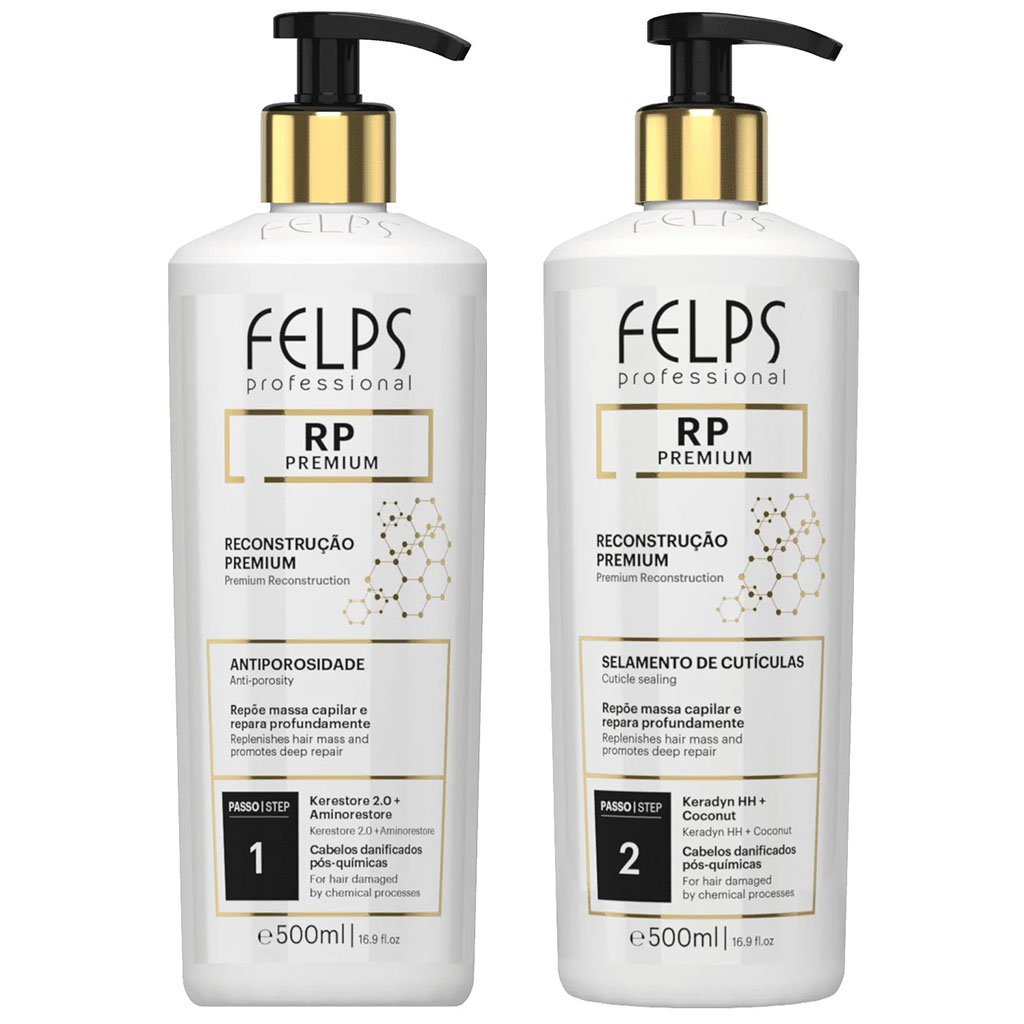 FELPS
FELPS
professional
RP
PREMIUM
RECONSTRUÇÃO
PREMIUM
Premium Reconstruction
ANTIPOROSIDADE
Anti-porosity
Repõe massa capilar e
repara profundamente
Replenishes hair mass and
promotes deep repair
PASSO|STEP
1
Kerestore 2.0 +
Aminorestore
Kerestore 2.0 + Aminorestore
Cabelos danificados
pós-químicas
For hair damaged
by chemical processes
℮500ml| 16.9 fl.oz
FELPS
FELPS
professional
RP
PREMIUM
RECONSTRUÇÃO
PREMIUM
Premium Reconstruction
SELAMENTO DE CUTÍCULAS
Cuticle sealing
Repõe massa capilar e
repara profundamente
Replenishes hair mass and
promotes deep repair
PASSO|STEP
2
Keradyn HH +
Coconut
Keradyn HH + Coconut
Cabelos danificados
pós-químicas
For hair damaged
by chemical processes
℮500ml| 16.9 fl.oz